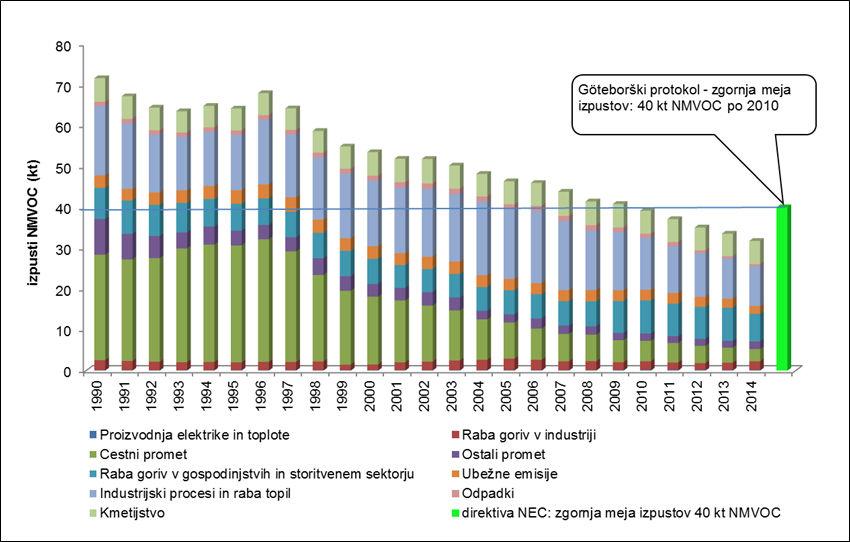 Göteborški protokol - zgornja meja
izpustov: 40 kt NMVOC po 2010
izpusti NMVOC (kt)
80
70
60
50
40
30
20
10
0
1990
1991
1992
1993
1994
1995
1996
1997
1998
1999
2000
2001
2002
2003
2004
2005
2006
2007
2008
2009
2010
2011
2012
2013
2014
Proizvodnja elektrike in toplote
Raba goriv v industriji
Cestni promet
Ostali promet
Raba goriv v gospodinjstvih in storitvenem sektorju
Ubežne emisije
Industrijski procesi in raba topil
Odpadki
Kmetijstvo
direktiva NEC: zgornja meja izpustov 40 kt NMVOC